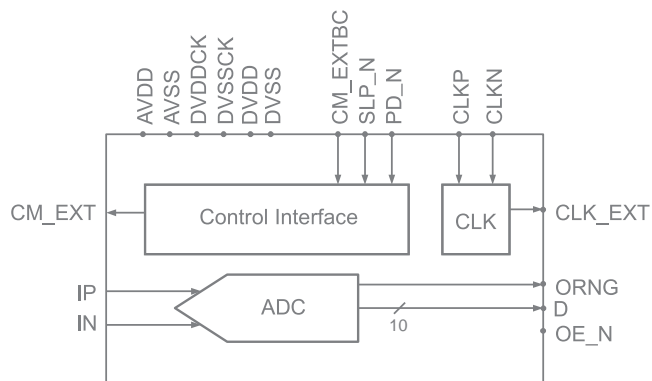 AVDD
AVSS
DVDDCK
DVSSCK
DVDD
DVSS
CM_EXTBC
SLP_N
PD_N
CLKP
CLKN
CM_EXT
Control Interface
CLK
CLK_EXT
IP
IN
ADC
10
ORNG
D
OE_N